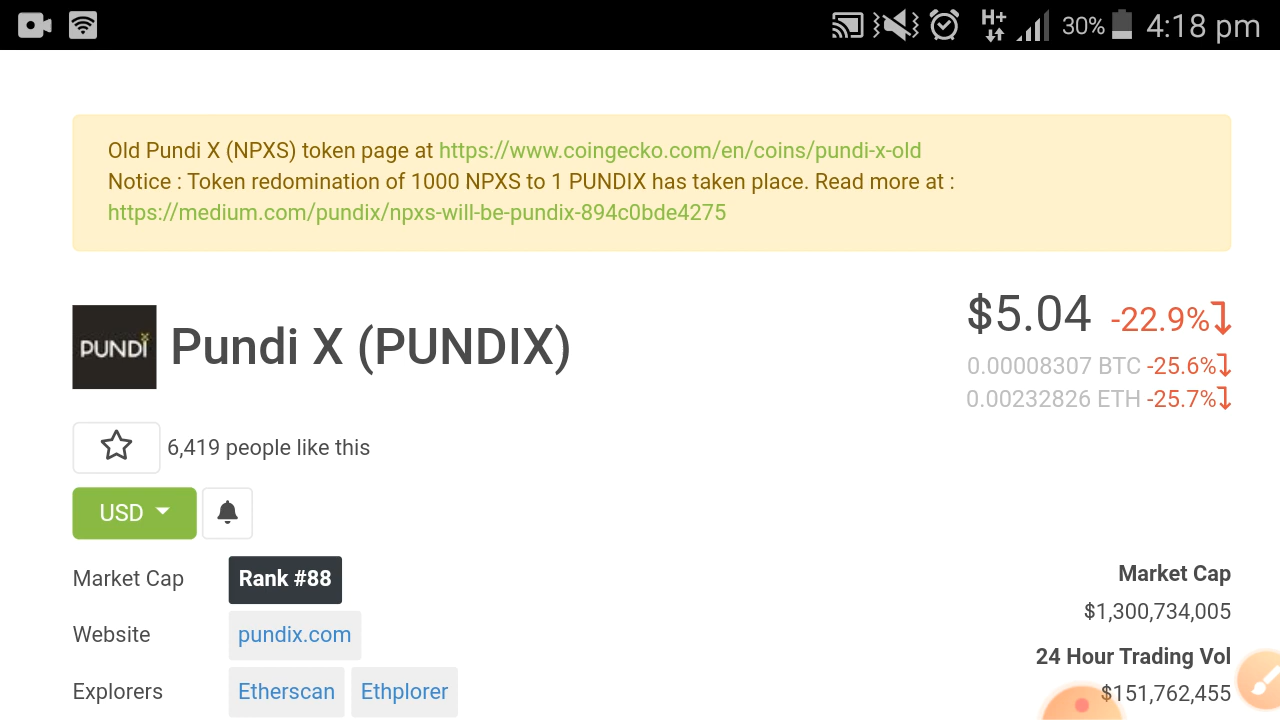 H+ 30% 4:18 pm
Old Pundi X (NPXS) token page at https://www.coingecko.com/en/coins/pundi-x-old
Notice : Token redomination of 1000 NPXS to 1 PUNDIX has taken place. Read more at :
https://medium.com/pundix/npxs-will-be-pundix-894c0bde4275
PUNDI X
Pundi X (PUNDIX)
$5.04 -22.9%
0.00008307 BTC -25.6%
0.00232826 ETH -25.7%
6,419 people like this
USD
Market Cap Rank #88
Website pundix.com
Explorers Etherscan Ethplorer
Market Cap
$1,300,734,005
24 Hour Trading Vol
$151,762,455